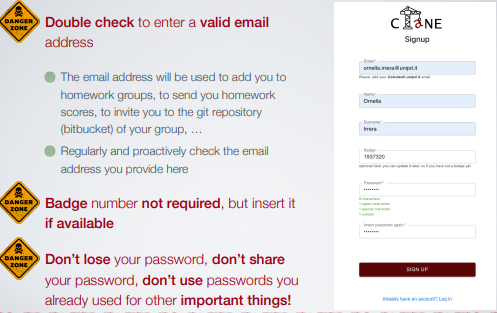 DANGER
ZONE
Double check to enter a valid email
address
The email address will be used to add you to
homework groups, to send you homework
scores, to invite you to the git repository
(bitbucket) of your group, …
Regularly and proactively check the email
address you provide here
DANGER
ZONE
Badge number not required, but insert it
if available
DANGER
ZONE
Don't lose your password, don't share
your password, don't use passwords you
already used for other important things!
Signup
Email *
ornella.irrera@unipd.it
Please, add your @studenti.unipd.it email
Name *
Ornella
Surname *
Irrera
Badge
1937320
optional field: you can update it later on if you have not a badge yet
Password *
••••••••
8 characters
1 upper case letter
1 special character
1 number
Insert password again *
••••••••
SIGN UP
Already have an account? Log in